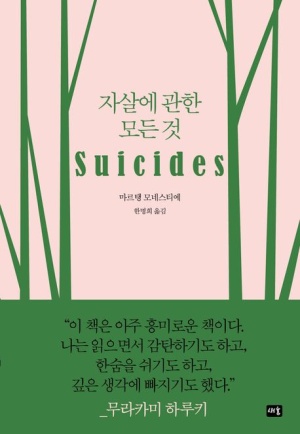 자살에 관한
모든 것
Suicides
마르탱 모네스티에
한명희 옮김
“이 책은 아주 흥미로운 책이다.
나는 읽으면서 감탄하기도 하고,
한숨을 쉬기도 하고,
깊은 생각에 빠지기도 했다.”
_무라카미 하루키
새움